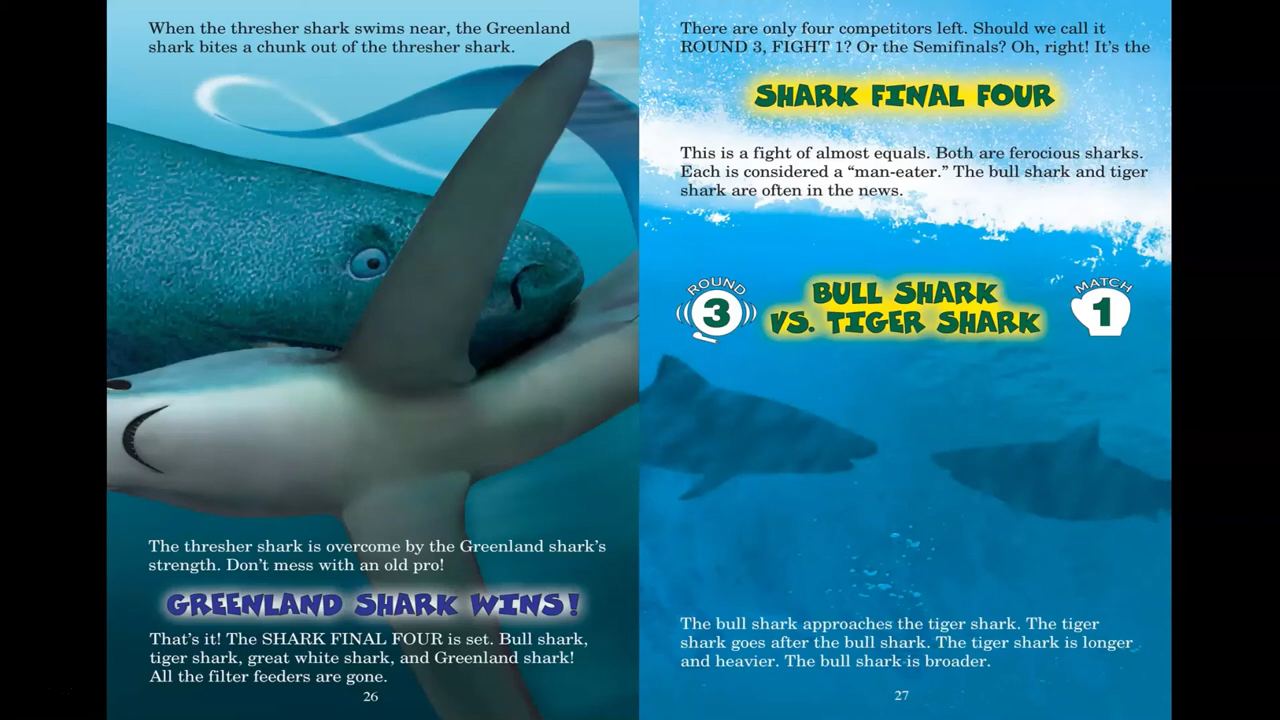 When the thresher shark swims near, the Greenland
shark bites a chunk out of the thresher shark.
The thresher shark is overcome by the Greenland shark's
strength. Don't mess with an old pro!
GREENLAND SHARK WINS!
That's it! The SHARK FINAL FOUR is set. Bull shark,
tiger shark, great white shark, and Greenland shark!
All the filter feeders are gone.
26
There are only four competitors left. Should we call it
ROUND 3, FIGHT 1? Or the Semifinals? Oh, right! It's the
SHARK FINAL FOUR
This is a fight of almost equals. Both are ferocious sharks.
Each is considered a “man-eater.” The bull shark and tiger
shark are often in the news.
ROUND
3
BULL SHARK
VS. TIGER SHARK
MATCH
1
The bull shark approaches the tiger shark. The tiger
shark goes after the bull shark. The tiger shark is longer
and heavier. The bull shark is broader.
27